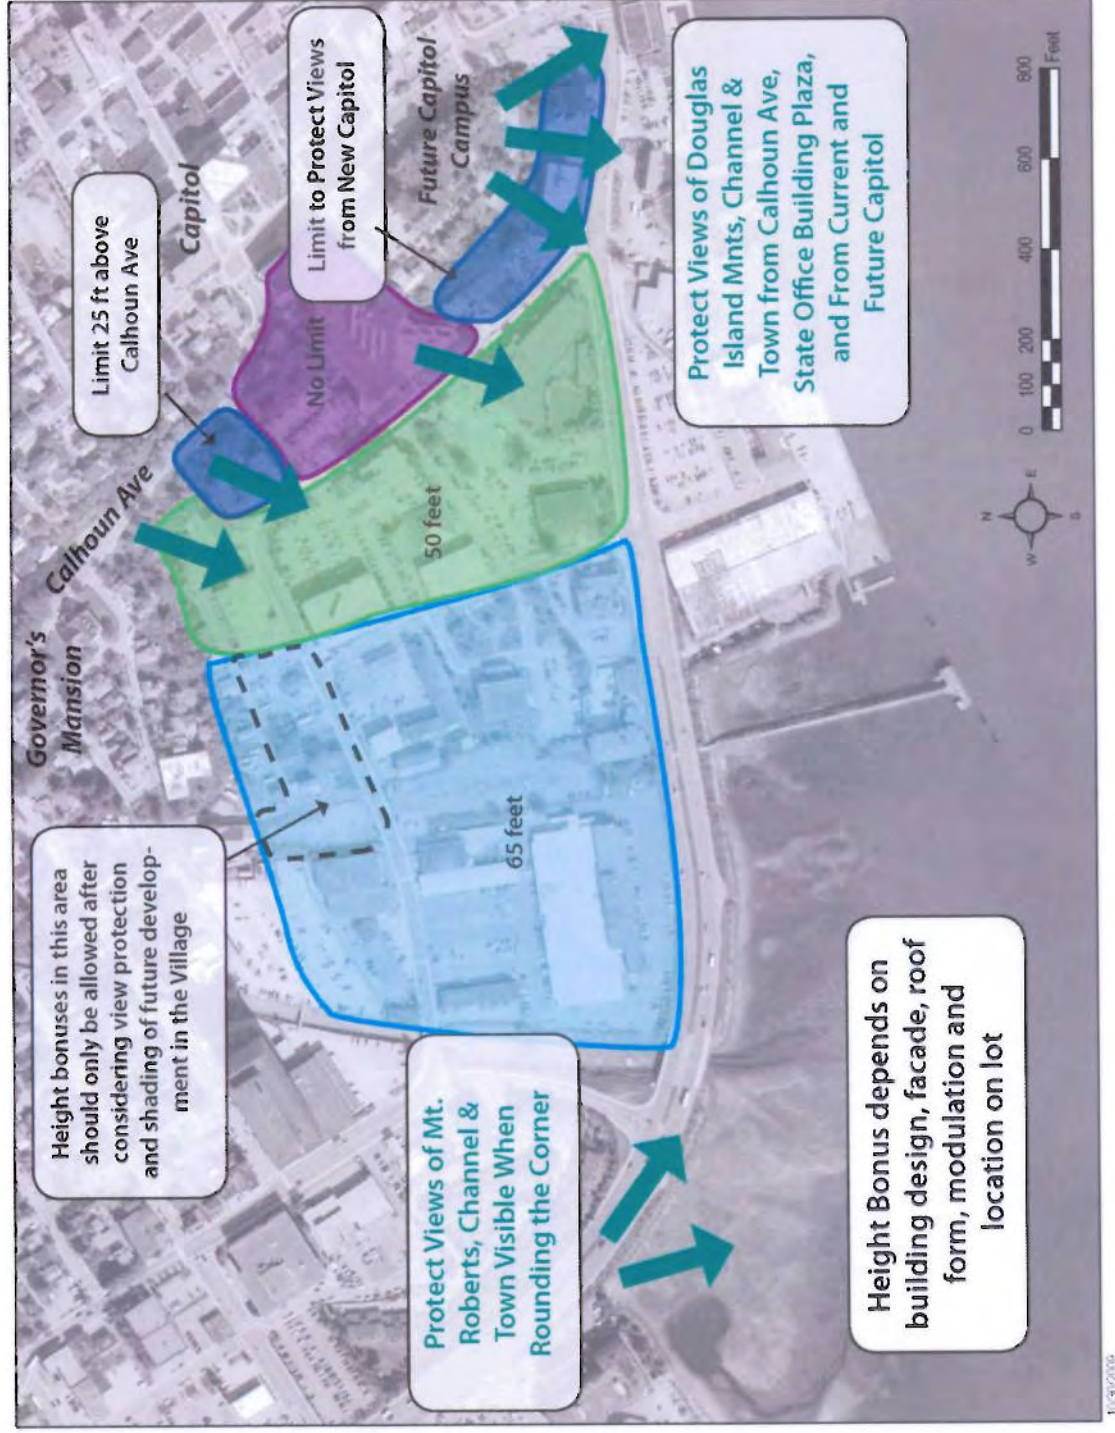 Governor's
Mansion
Calhoun Ave
Capitol
Future Capitol
Campus
Height bonuses in this area
should only be allowed after
considering view protection
and shading of future develop-
ment in the Village
Limit 25 ft above
Calhoun Ave
Limit to Protect Views
from New Capitol
No Limit
50 feet
65 feet
Protect Views of Mt.
Roberts, Channel &
Town Visible When
Rounding the Corner
Protect Views of Douglas
Island Mnts, Channel &
Town from Calhoun Ave,
State Office Building Plaza,
and From Current and
Future Capitol
Height Bonus depends on
building design, facade, roof
form, modulation and
location on lot
N
W
E
S
0 100 200 400 600 800
Feet
10/30/2009